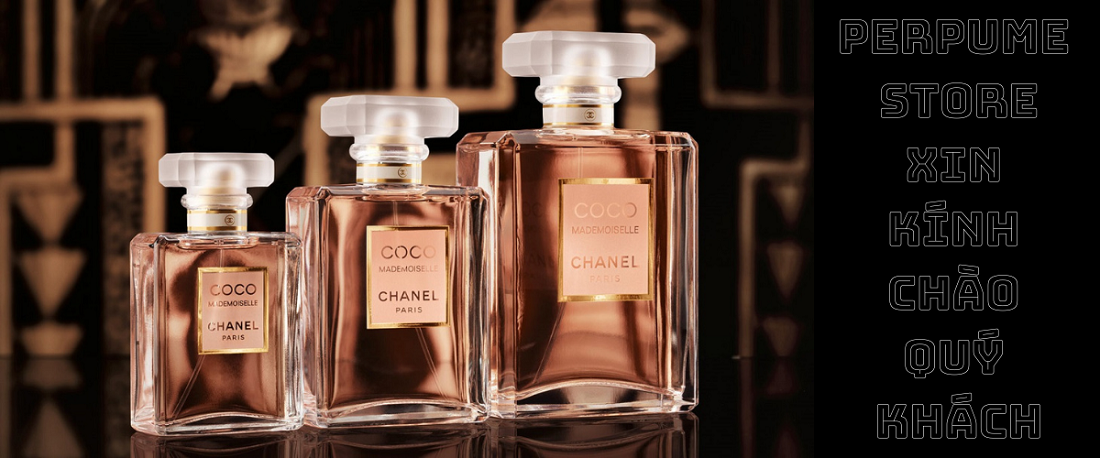 COCO
MADEMOISELLE
CHANEL
PARIS
COCO
MADEMOISELLE
CHANEL
PARIS
COCO
MADEMOISELLE
CHANEL
PARIS
PERPUME
STORE
XIN
KÍNH
CHÀO
QUÝ
KHÁCH